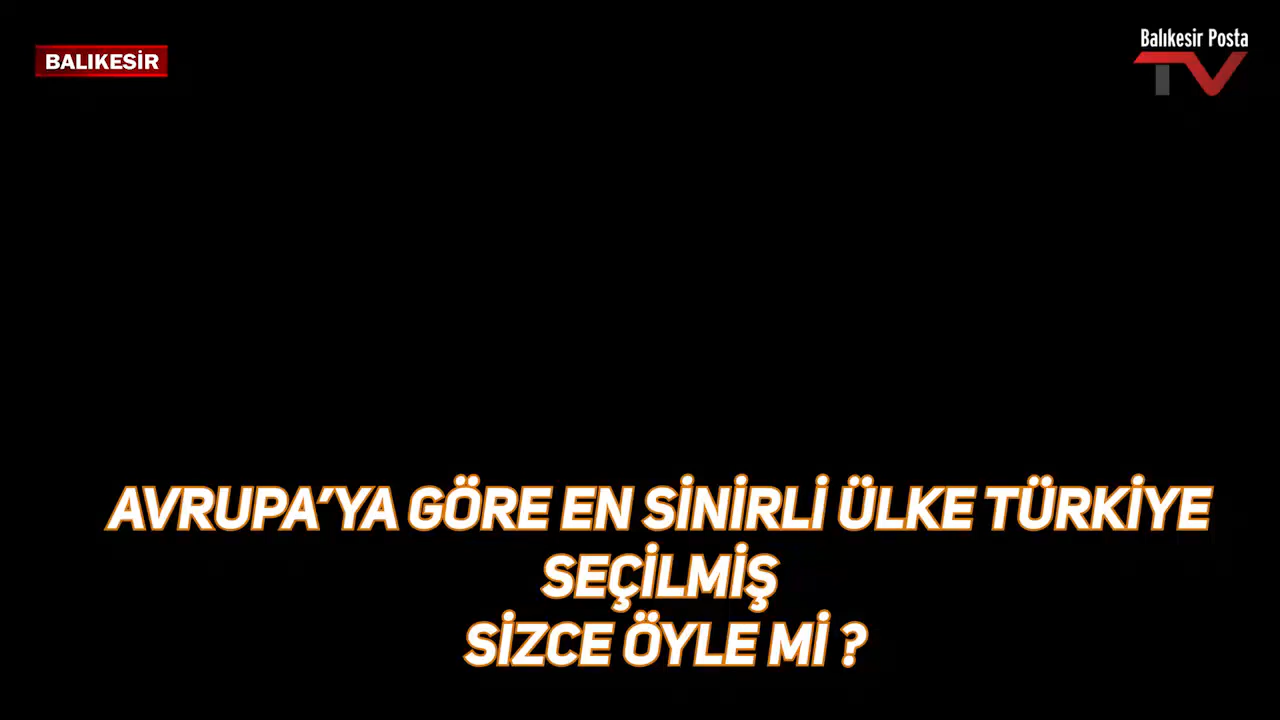 BALIKESİR
Balıkesir Posta
TV
AVRUPA'YA GÖRE EN SİNİRLİ ÜLKE TÜRKİYE
SEÇİLMİŞ
SİZCE ÖYLE Mİ ?